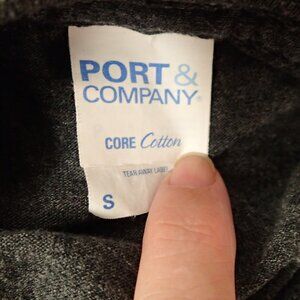 PORT &
COMPANY®
CORE Cotton
TEAR AWAY LABEL
S